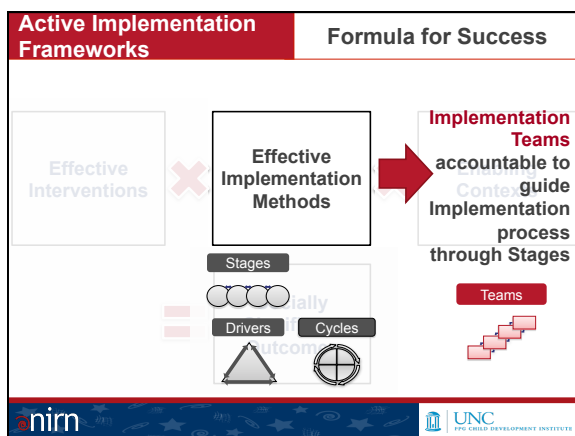 Active Implementation
Frameworks
Formula for Success
Effective
Interventions
Effective
Implementation
Methods
Implementation
Teams
accountable to
guide
Implementation
process
through Stages
Enabling
Stages
Drivers
Cycles
Teams
nirn
UNC
FPG CHILD DEVELOPMENT INSTITUTE